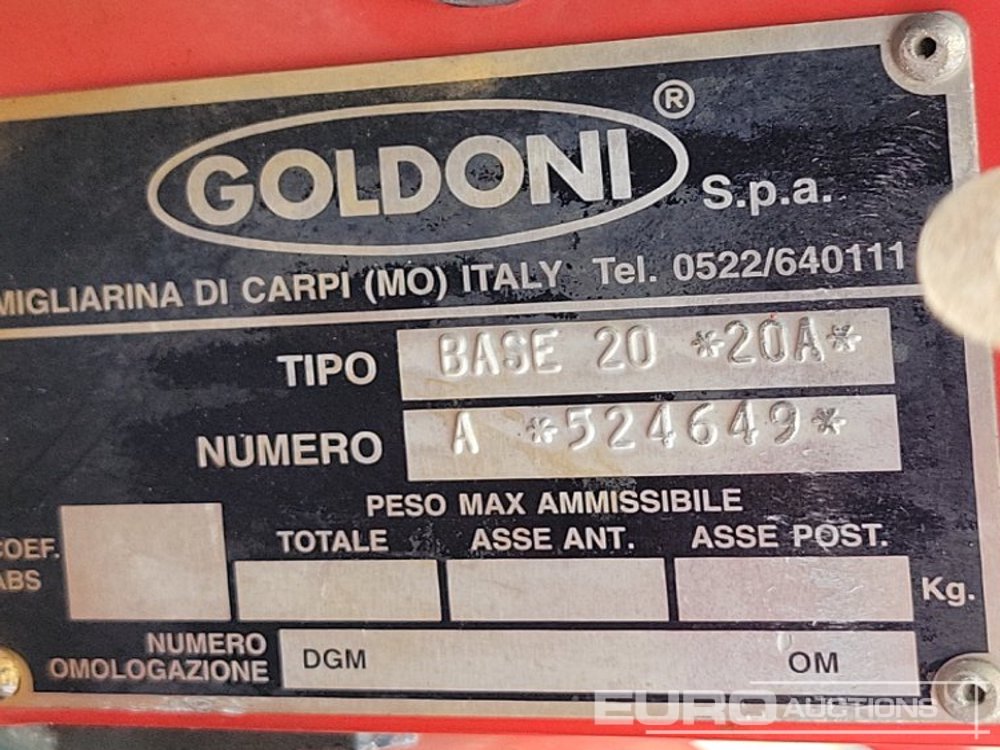 GOLDONI ® S.p.a.
MIGLIARINA DI CARPI (MO) ITALY Tel. 0522/640111
TIPO BASE 20 *20A*
NUMERO A *524649*
PESO MAX AMMISSIBILE
COEF. ABS
TOTALE ASSE ANT. ASSE POST.
Kg.
NUMERO OMOLOGAZIONE
DGM OM
EURO AUCTIONS